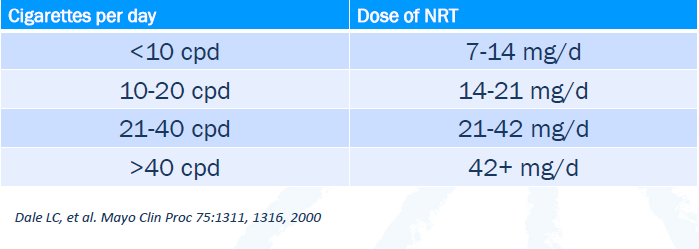 Cigarettes per day Dose of NRT
<10 cpd 7-14 mg/d
10-20 cpd 14-21 mg/d
21-40 cpd 21-42 mg/d
>40 cpd 42+ mg/d
Dale LC, et al. Mayo Clin Proc 75:1311, 1316, 2000